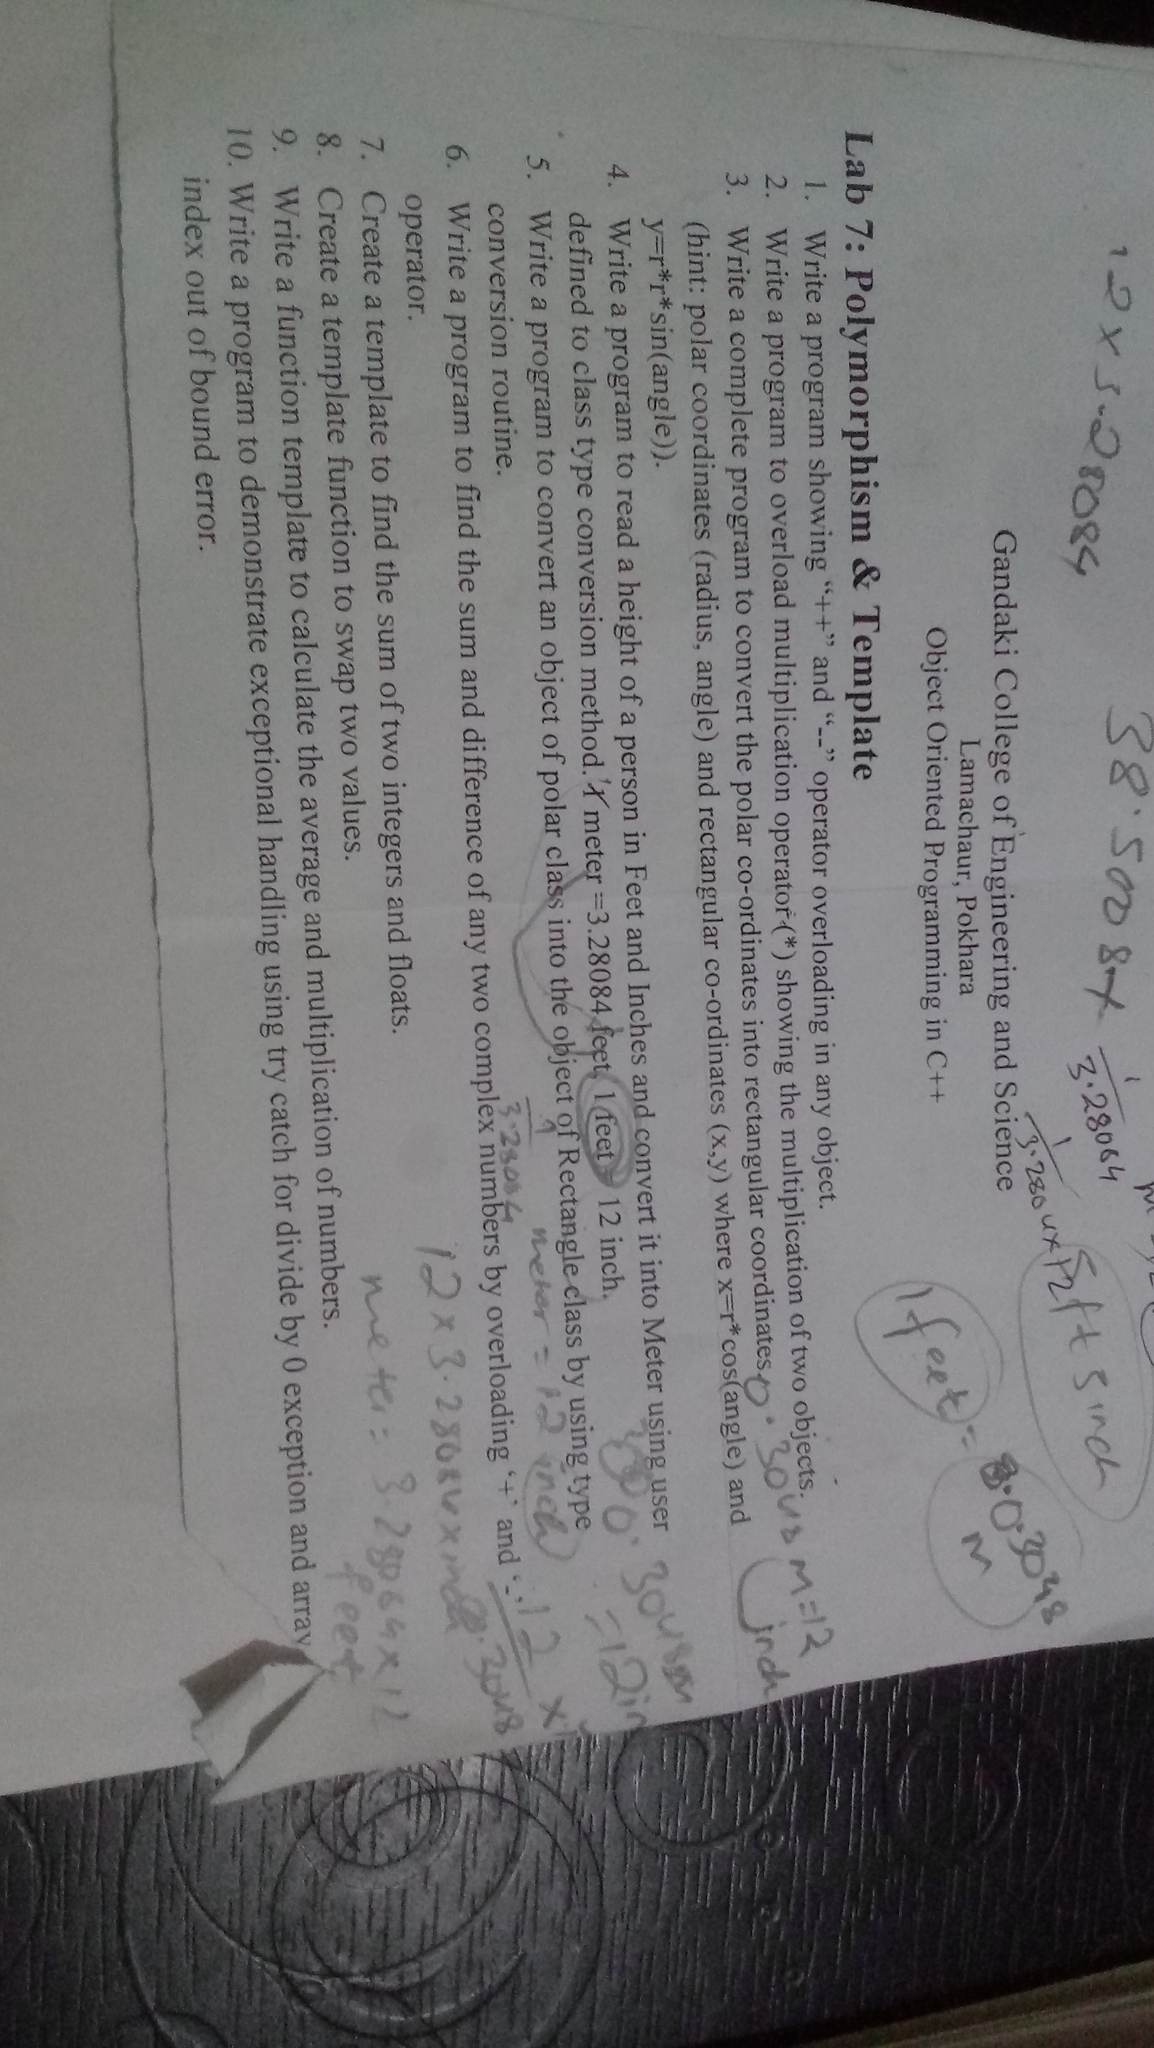 12 x 3.28084
38.5008 x 1/3.28084
1/3.2804 x 12 ft 5 inch
1 feet = 0.3048 M
Gandaki College of Engineering and Science
Lamachaur, Pokhara
Object Oriented Programming in C++
Lab 7: Polymorphism & Template
1. Write a program showing “++” and “--” operator overloading in any object.
2. Write a program to overload multiplication operator (*) showing the multiplication of two objects.
3. Write a complete program to convert the polar co-ordinates into rectangular coordinates.
(hint: polar coordinates (radius, angle) and rectangular co-ordinates (x,y) where x=r*cos(angle) and
y=r*r*sin(angle)).
4. Write a program to read a height of a person in Feet and Inches and convert it into Meter using user
defined to class type conversion method. 1 meter =3.28084 feet, 1 feet = 12 inch.
5. Write a program to convert an object of polar class into the object of Rectangle class by using type
conversion routine.
6. Write a program to find the sum and difference of any two complex numbers by overloading ‘+’ and ‘-’
operator.
7. Create a template to find the sum of two integers and floats.
8. Create a template function to swap two values.
9. Write a function template to calculate the average and multiplication of numbers.
10. Write a program to demonstrate exceptional handling using try catch for divide by 0 exception and array
index out of bound error.
0.3048 M = 12 inch
0.3048 m
= 12 in
1/3.28084 meter = 12 inch
12/0.3048 x
12 x 3.28084 x inch
meter = 3.28084 x 12
feet